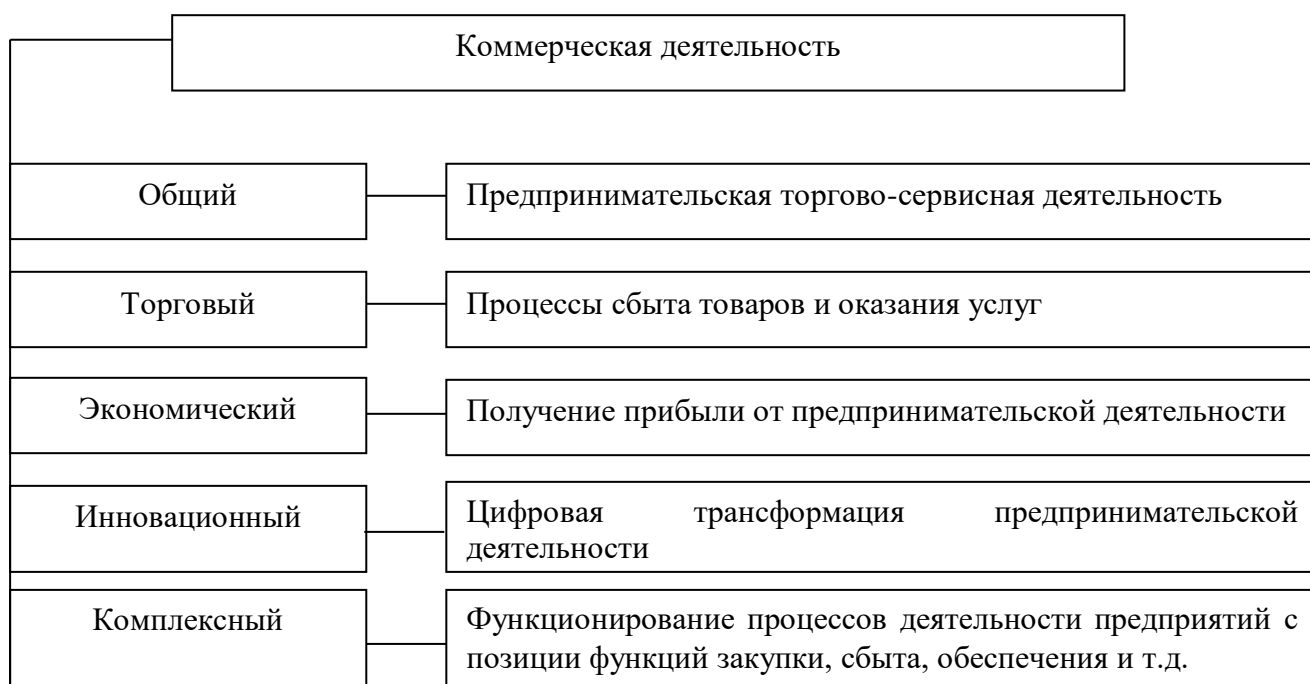 Коммерческая деятельность
Общий
Предпринимательская торгово-сервисная деятельность
Торговый
Процессы сбыта товаров и оказания услуг
Экономический
Получение прибыли от предпринимательской деятельности
Инновационный
Цифровая трансформация предпринимательской
деятельности
Комплексный
Функционирование процессов деятельности предприятий с
позиции функций закупки, сбыта, обеспечения и т.д.